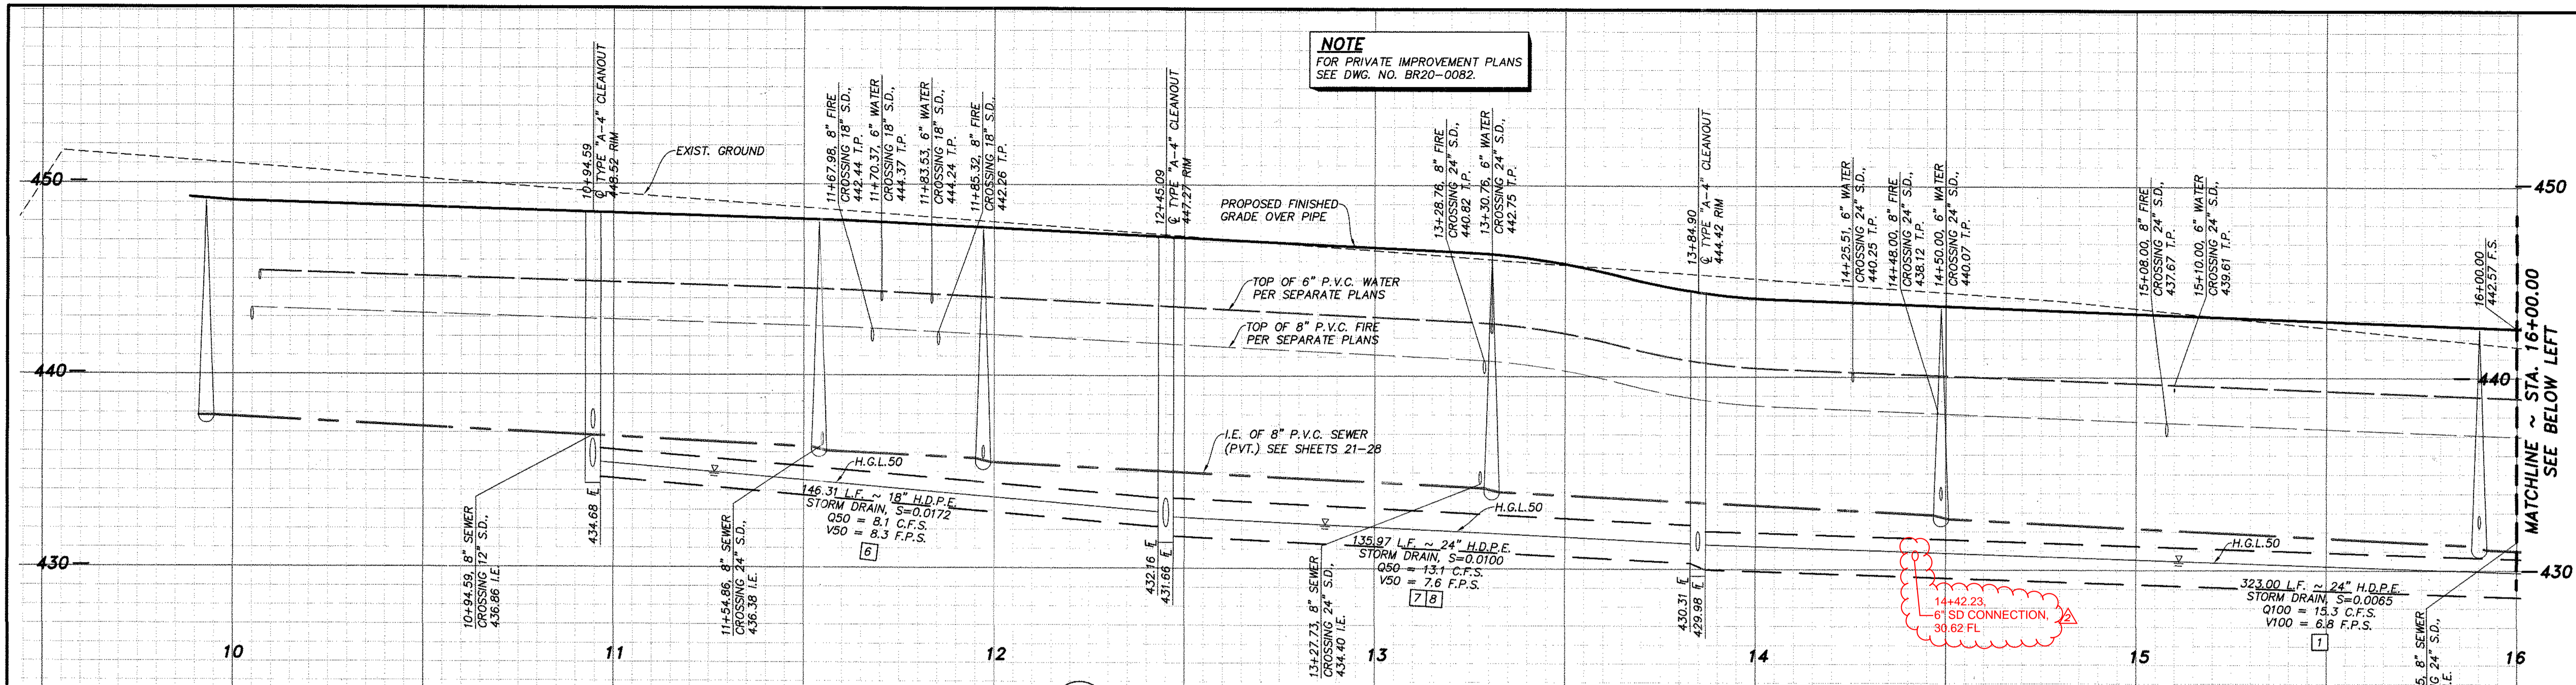 NOTE
FOR PRIVATE IMPROVEMENT PLANS
SEE DWG. NO. BR20-0082.
450
440
430
EXIST. GROUND
10+94.59
℄ TYPE "A-4" CLEANOUT
448.52 RIM
11+67.98, 8" FIRE
CROSSING 18" S.D.,
442.44 T.P.
11+70.37, 6" WATER
CROSSING 18" S.D.,
444.37 T.P.
11+83.53, 6" WATER
CROSSING 18" S.D.,
444.24 T.P.
11+85.32, 8" FIRE
CROSSING 18" S.D.,
442.26 T.P.
12+45.09
℄ TYPE "A-4" CLEANOUT
447.27 RIM
PROPOSED FINISHED
GRADE OVER PIPE
13+28.76, 8" FIRE
CROSSING 24" S.D.,
440.82 T.P.
13+30.76, 6" WATER
CROSSING 24" S.D.,
442.75 T.P.
13+84.90
℄ TYPE "A-4" CLEANOUT
444.42 RIM
14+25.51, 6" WATER
CROSSING 24" S.D.,
440.25 T.P.
14+48.00, 8" FIRE
CROSSING 24" S.D.,
438.12 T.P.
14+50.00, 6" WATER
CROSSING 24" S.D.,
440.07 T.P.
15+08.00, 8" FIRE
CROSSING 24" S.D.,
437.67 T.P.
15+10.00, 6" WATER
CROSSING 24" S.D.,
439.61 T.P.
16+00.00
442.57 F.S.
450
440
430
MATCHLINE ~ STA. 16+00.00
SEE BELOW LEFT
TOP OF 6" P.V.C. WATER
PER SEPARATE PLANS
TOP OF 8" P.V.C. FIRE
PER SEPARATE PLANS
I.E. OF 8" P.V.C. SEWER
(PVT.) SEE SHEETS 21-28
10+94.59, 8" SEWER
CROSSING 12" S.D.,
436.86 I.E.
434.68 FL
11+54.86, 8" SEWER
CROSSING 24" S.D.,
436.38 I.E.
H.G.L.50
146.31 L.F. ~ 18" H.D.P.E.
STORM DRAIN, S=0.0172
Q50 = 8.1 C.F.S.
V50 = 8.3 F.P.S.
6
432.16 FL
431.66 FL
13+27.73, 8" SEWER
CROSSING 24" S.D.,
434.40 I.E.
H.G.L.50
135.97 L.F. ~ 24" H.D.P.E.
STORM DRAIN, S=0.0100
Q50 = 13.1 C.F.S.
V50 = 7.6 F.P.S.
7 8
430.31 FL
429.98 FL
14+42.23,
6" SD CONNECTION,
30.62 FL
2
H.G.L.50
323.00 L.F. ~ 24" H.D.P.E.
STORM DRAIN, S=0.0065
Q100 = 15.3 C.F.S.
V100 = 6.8 F.P.S.
1
5, 8" SEWER
24" S.D.,
10 11 12 13 14 15 16